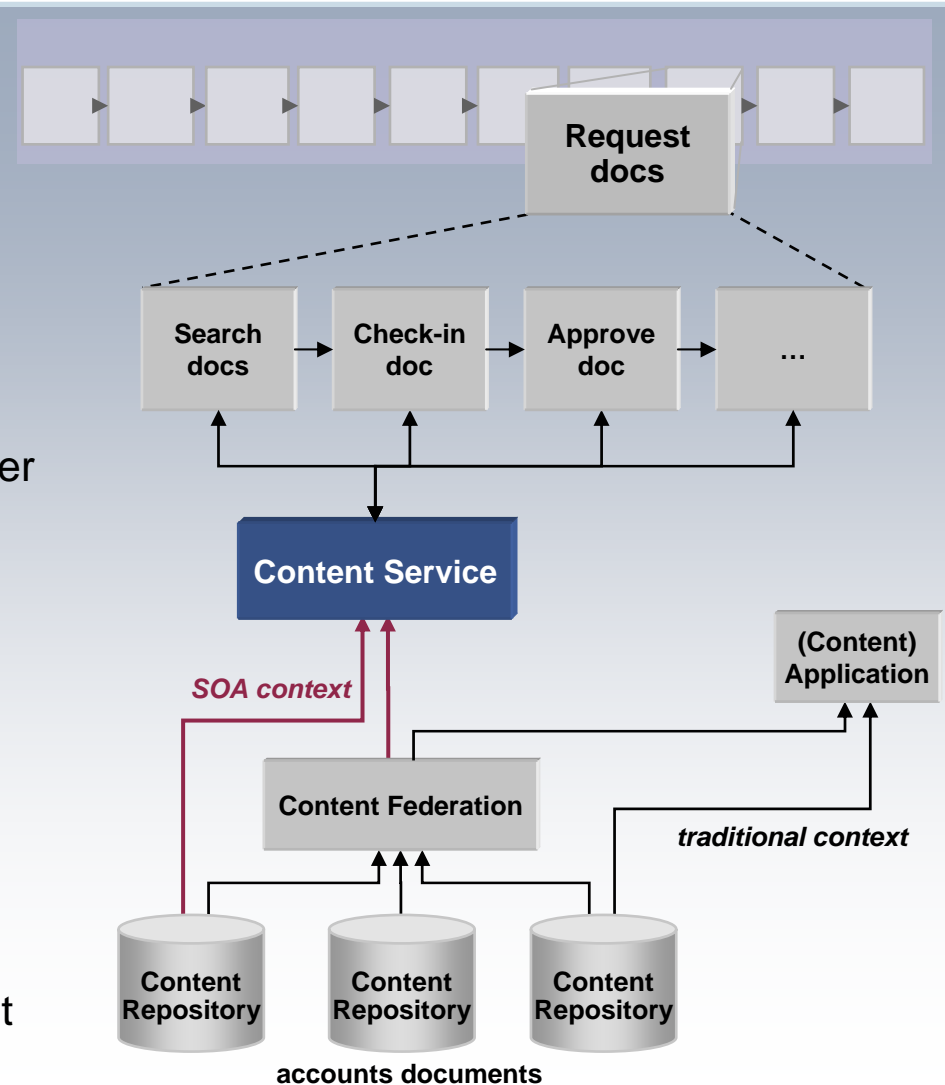 Request
docs
Search
docs
Check-in
doc
Approve
doc
...
er
Content Service
(Content)
Application
SOA context
Content Federation
traditional context
Content
Repository
Content
Repository
Content
Repository
t
accounts documents